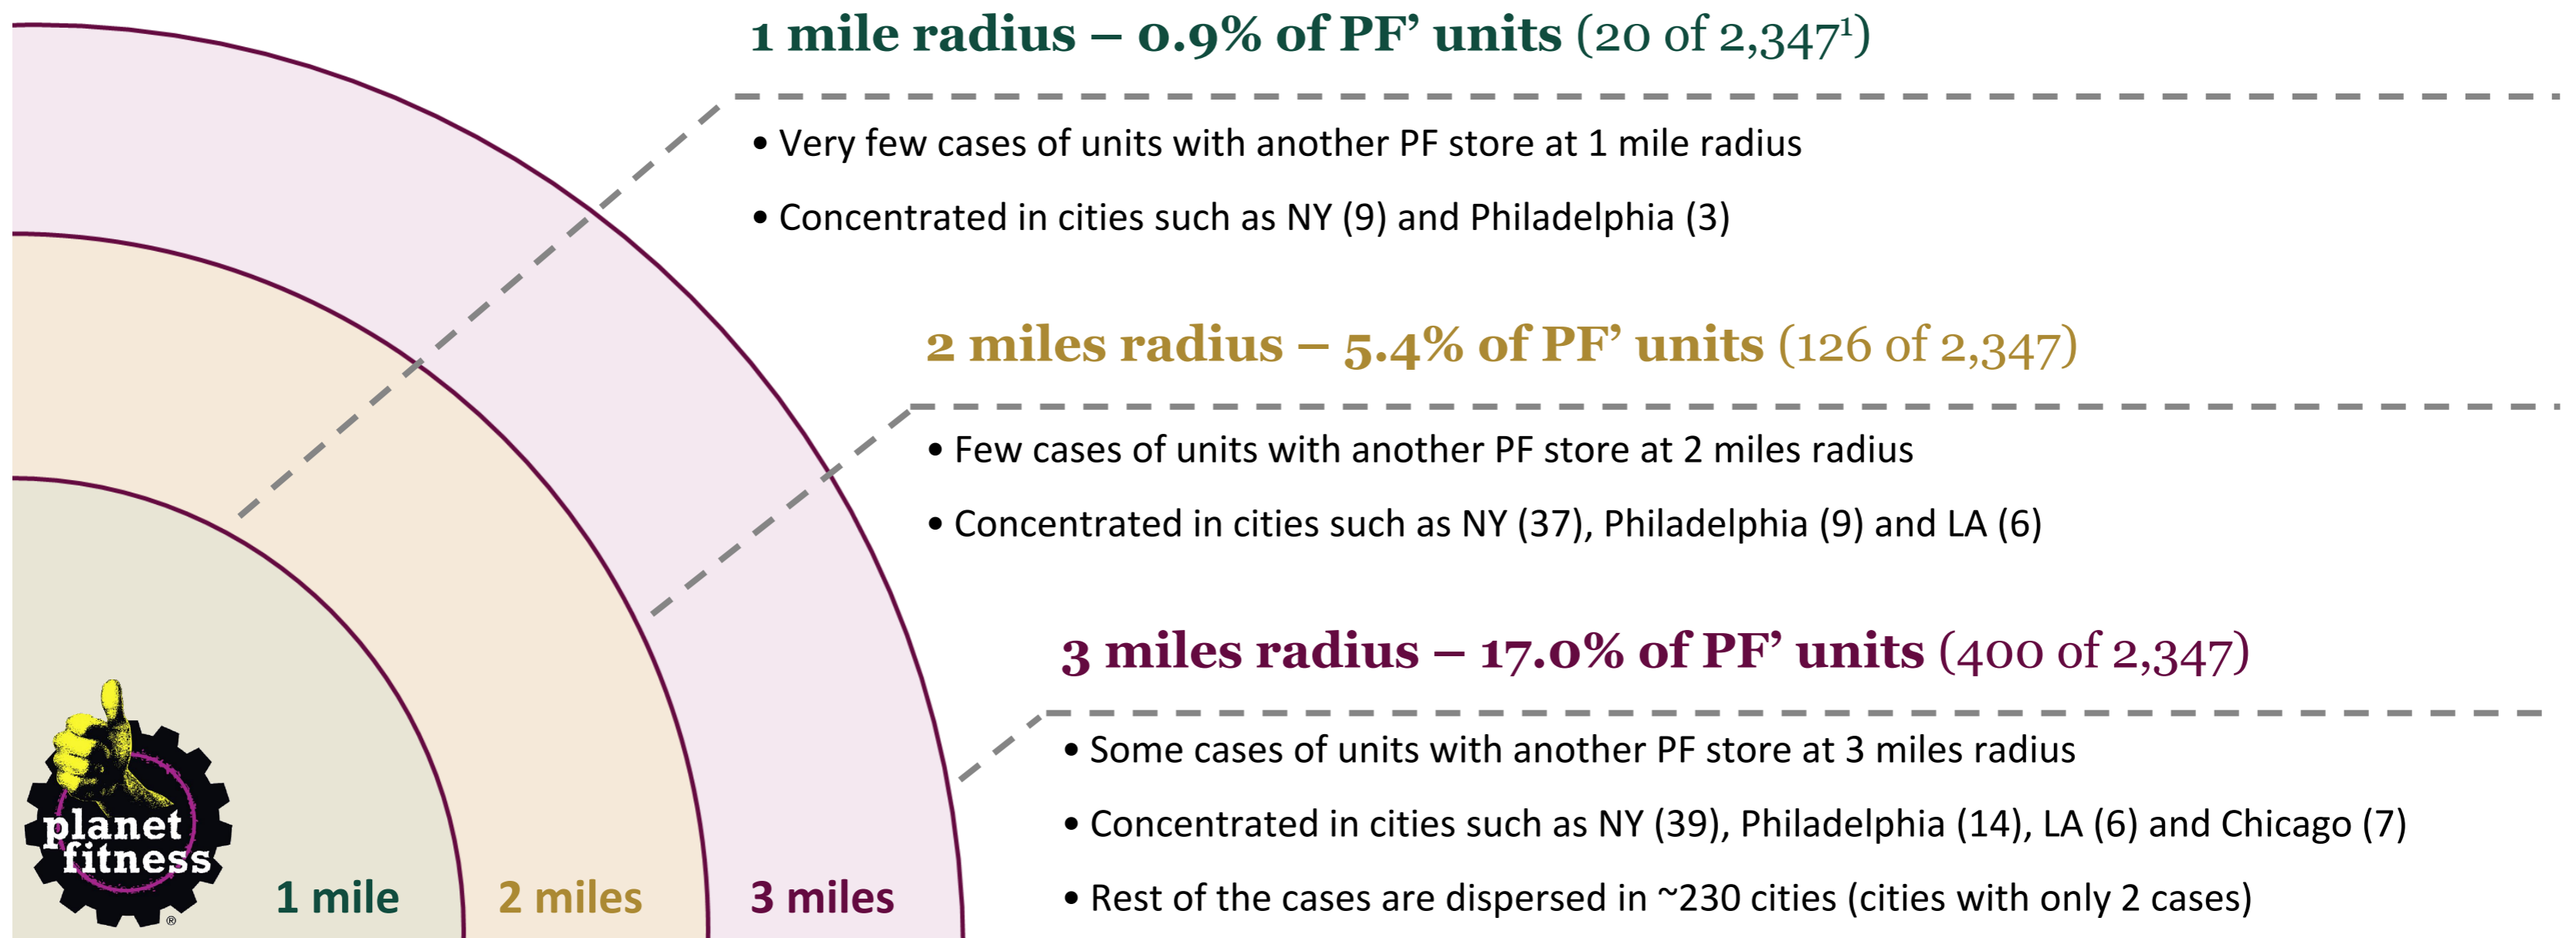 1 mile radius – 0.9% of PF’ units (20 of 2,347¹)
• Very few cases of units with another PF store at 1 mile radius
• Concentrated in cities such as NY (9) and Philadelphia (3)
2 miles radius – 5.4% of PF’ units (126 of 2,347)
• Few cases of units with another PF store at 2 miles radius
• Concentrated in cities such as NY (37), Philadelphia (9) and LA (6)
3 miles radius – 17.0% of PF’ units (400 of 2,347)
• Some cases of units with another PF store at 3 miles radius
• Concentrated in cities such as NY (39), Philadelphia (14), LA (6) and Chicago (7)
• Rest of the cases are dispersed in ~230 cities (cities with only 2 cases)
planet
fitness
®
1 mile
2 miles
3 miles